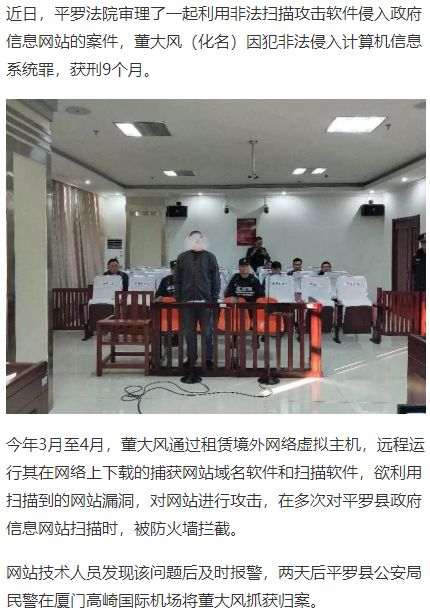 近日，平罗法院审理了一起利用非法扫描攻击软件侵入政府
信息网站的案件，董大风（化名）因犯非法侵入计算机信息
系统罪，获刑9个月。
今年3月至4月，董大风通过租赁境外网络虚拟主机，远程运
行其在网络上下载的捕获网站域名软件和扫描软件，欲利用
扫描到的网站漏洞，对网站进行攻击，在多次对平罗县政府
信息网站扫描时，被防火墙拦截。
网站技术人员发现该问题后及时报警，两天后平罗县公安局
民警在厦门高崎国际机场将董大风抓获归案。